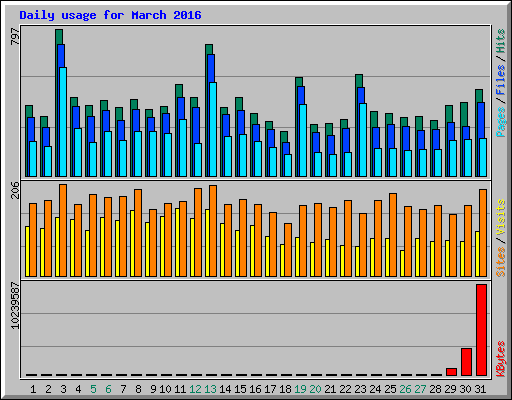 Daily usage for March 2016
797
Pages / Files / Hits
206
Sites / Visits
10239587
KBytes
1 2 3 4 5 6 7 8 9 10 11 12 13 14 15 16 17 18 19 20 21 22 23 24 25 26 27 28 29 30 31